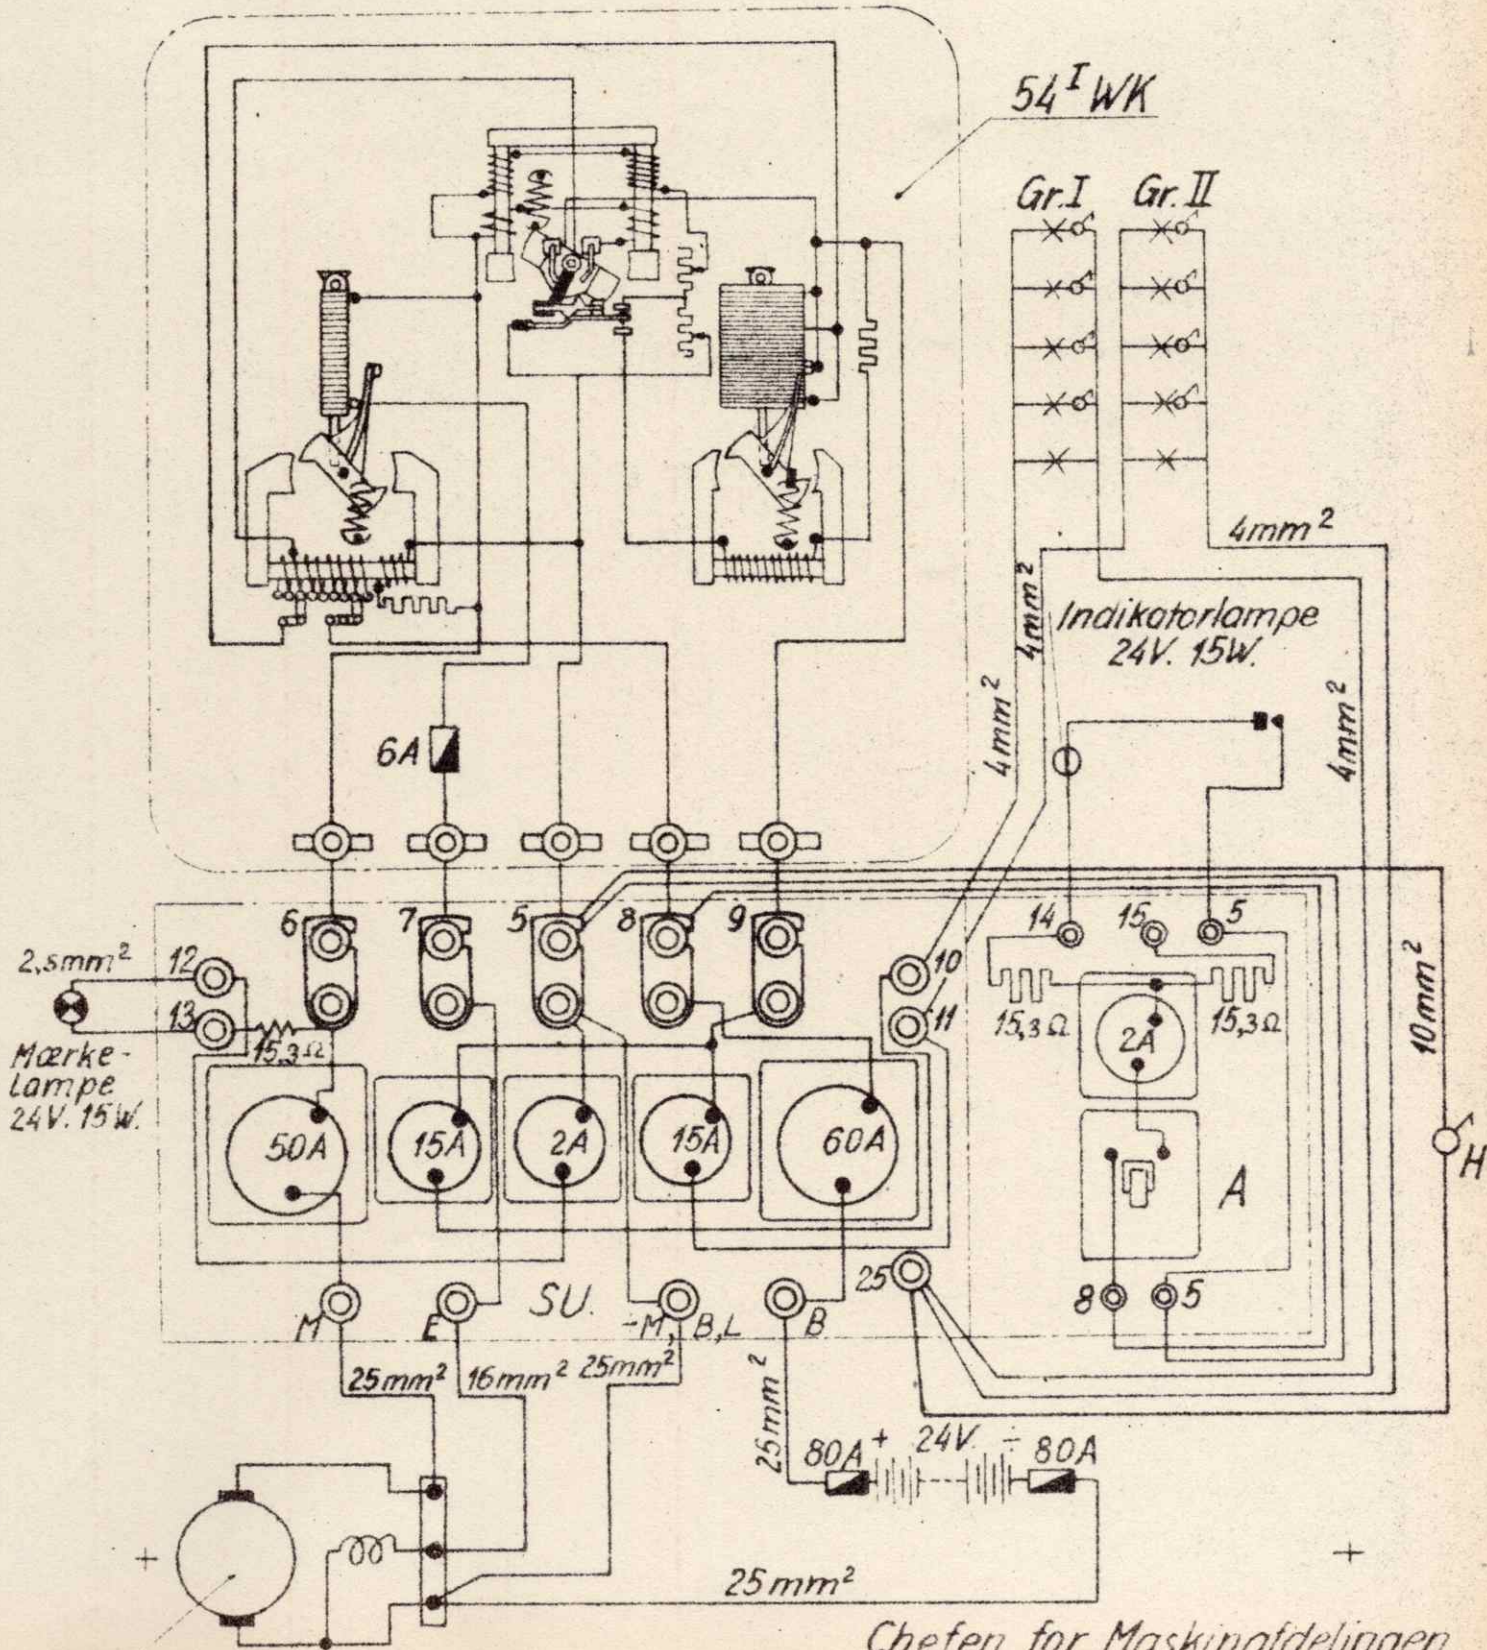 54 I WK
Gr. I
Gr. II
4mm²
4mm²
Indikatorlampe
24V. 15W.
4mm²
4mm²
6A
6
7
5
8
9
14
15
5
2,5mm²
12
10
13
11
15,3Ω
15,3Ω
15,3Ω
2A
10mm²
Mærke-
lampe
24V. 15W.
50A
15A
2A
15A
60A
A
H
25
8
5
M
E
SU.
-M, B, L
B
25mm²
16mm²
25mm²
25mm²
80A
+
24V.
÷
80A
+
+
25mm²
Chefen for Maskinafdelingen